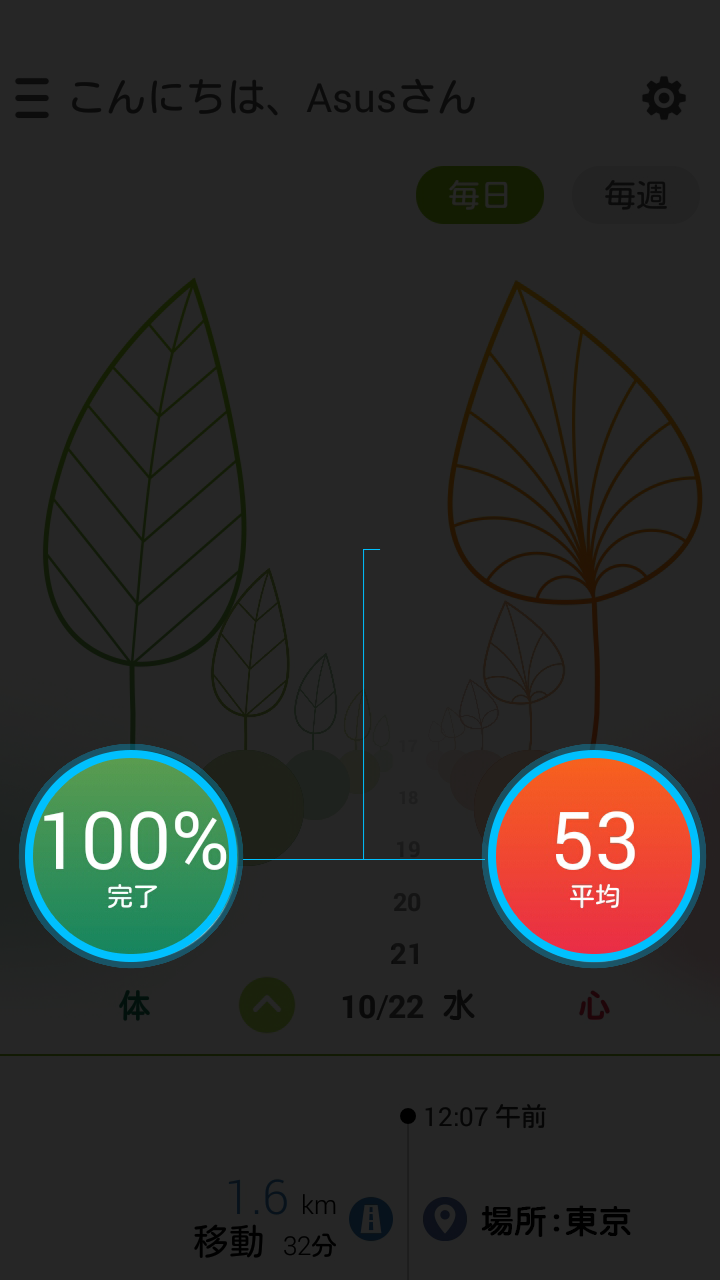 こんにちは、Asusさん
毎日 毎週
17
18
19
20
21
100%
完了
53
平均
体
10/22 水
心
12:07 午前
1.6 km
移動 32分
場所:東京